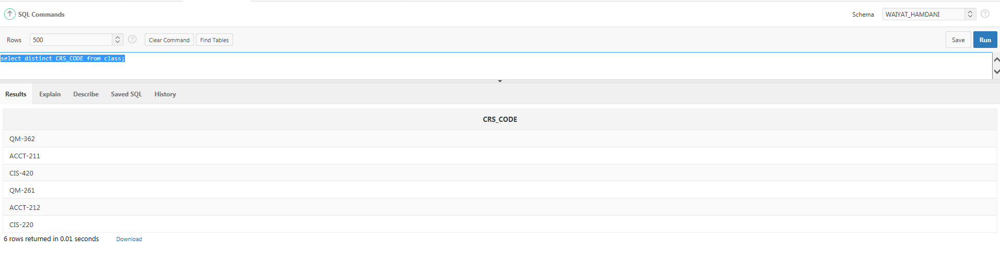 SQL Commands
Schema WAIYAT_HAMDANI ?
Rows 500 ? Clear Command Find Tables Save Run
select distinct CRS_CODE from class;
Results Explain Describe Saved SQL History
CRS_CODE
QM-362
ACCT-211
CIS-420
QM-261
ACCT-212
CIS-220
6 rows returned in 0.01 seconds Download